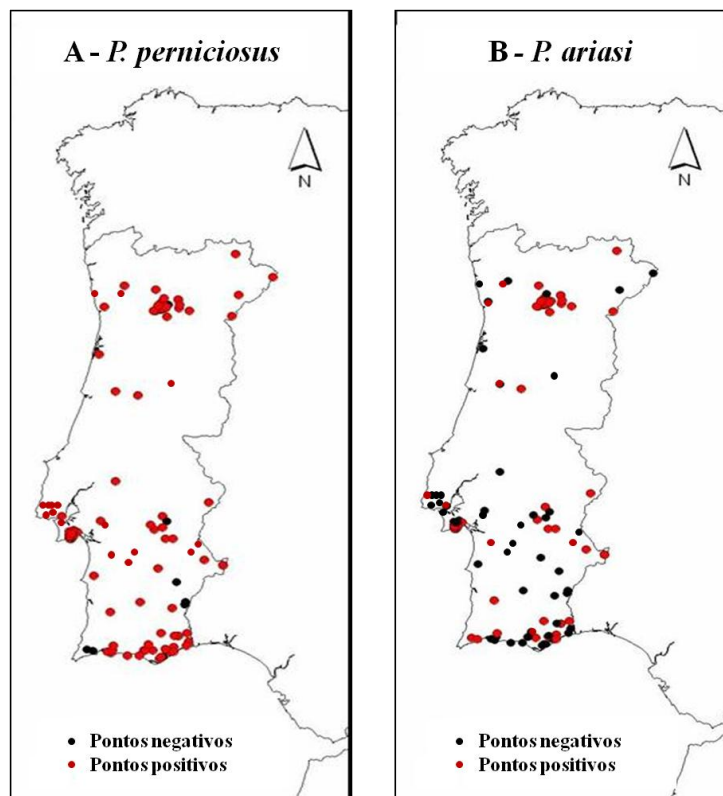 A - P. perniciosus
N
• Pontos negativos
• Pontos positivos
B - P. ariasi
N
• Pontos negativos
• Pontos positivos